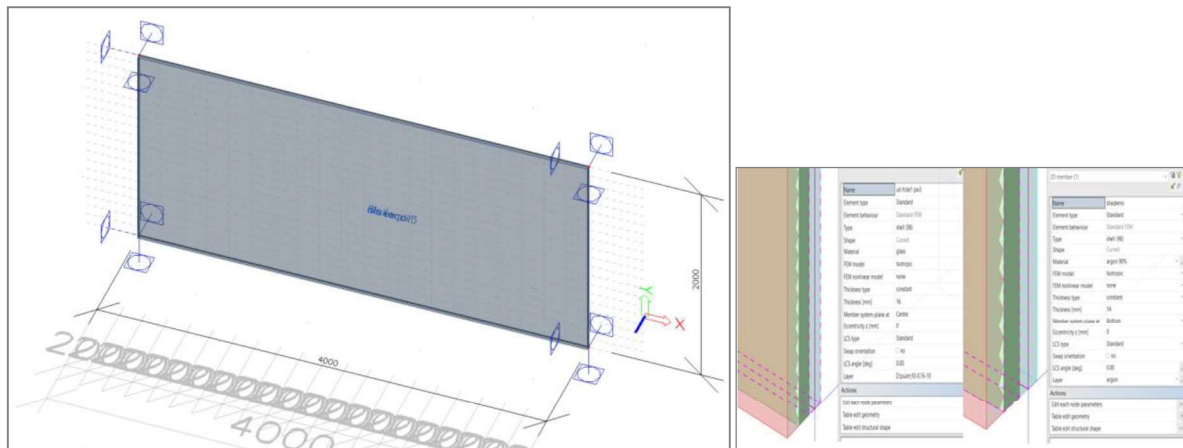 4000
2000
X
Y
4000
Name
Element type Standard
Element behaviour Standard FEM
Type shell (98)
Shape Curved
Material glass
FEM model Isotropic
FEM nonlinear model none
Thickness type constant
Thickness [mm] 16
Member system-plane at Centre
Eccentricity z [mm] 0
LCS type Standard
Swap orientation no
LCS angle [deg] 0.00
Layer
Actions
Edit each node parameters
Table edit geometry
Table edit structural shape
2D member (1)
Name
Element type Standard
Element behaviour Standard FEM
Type shell (98)
Shape Curved
Material argon 90%
FEM model Isotropic
FEM nonlinear model none
Thickness type constant
Thickness [mm] 14
Member system-plane at Bottom
Eccentricity z [mm] 0
LCS type Standard
Swap orientation no
LCS angle [deg] 0.00
Layer argon
Actions
Edit each node parameters
Table edit geometry
Table edit structural shape